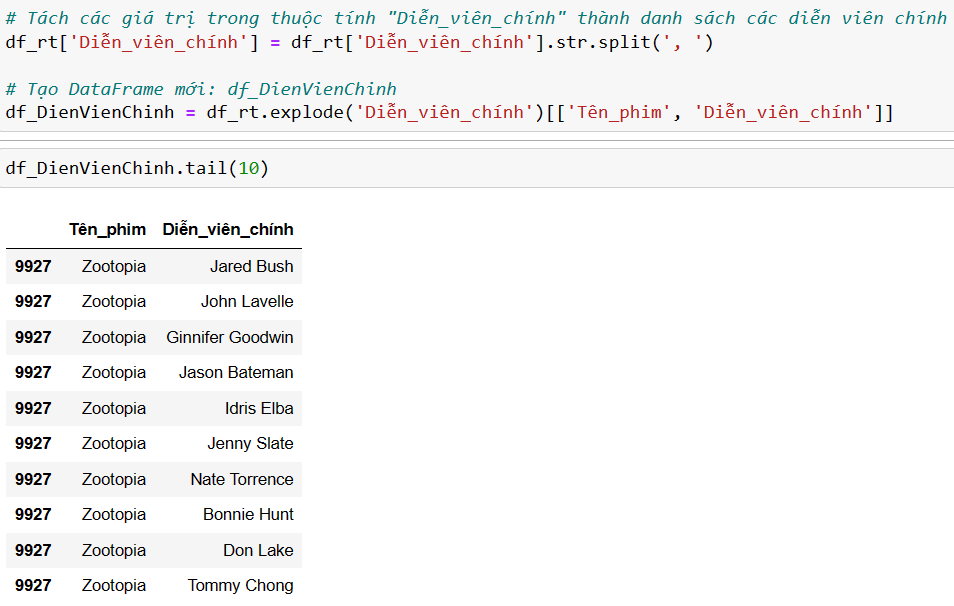 # Tách các giá trị trong thuộc tính "Diễn_viên_chính" thành danh sách các diễn viên chính
df_rt['Diễn_viên_chính'] = df_rt['Diễn_viên_chính'].str.split(', ')
# Tạo DataFrame mới: df_DienVienChinh
df_DienVienChinh = df_rt.explode('Diễn_viên_chính')[['Tên_phim', 'Diễn_viên_chính']]
df_DienVienChinh.tail(10)
Tên_phim Diễn_viên_chính
9927 Zootopia Jared Bush
9927 Zootopia John Lavelle
9927 Zootopia Ginnifer Goodwin
9927 Zootopia Jason Bateman
9927 Zootopia Idris Elba
9927 Zootopia Jenny Slate
9927 Zootopia Nate Torrence
9927 Zootopia Bonnie Hunt
9927 Zootopia Don Lake
9927 Zootopia Tommy Chong